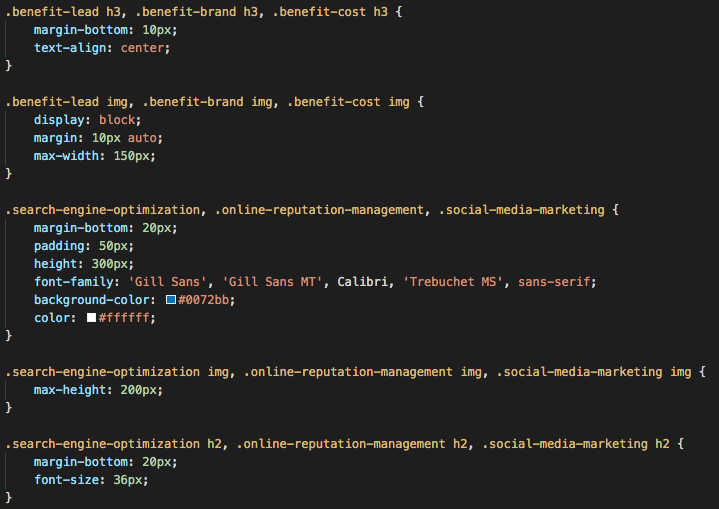 .benefit-lead h3, .benefit-brand h3, .benefit-cost h3 {
    margin-bottom: 10px;
    text-align: center;
}

.benefit-lead img, .benefit-brand img, .benefit-cost img {
    display: block;
    margin: 10px auto;
    max-width: 150px;
}

.search-engine-optimization, .online-reputation-management, .social-media-marketing {
    margin-bottom: 20px;
    padding: 50px;
    height: 300px;
    font-family: 'Gill Sans', 'Gill Sans MT', Calibri, 'Trebuchet MS', sans-serif;
    background-color: #0072bb;
    color: #ffffff;
}

.search-engine-optimization img, .online-reputation-management img, .social-media-marketing img {
    max-height: 200px;
}

.search-engine-optimization h2, .online-reputation-management h2, .social-media-marketing h2 {
    margin-bottom: 20px;
    font-size: 36px;
}